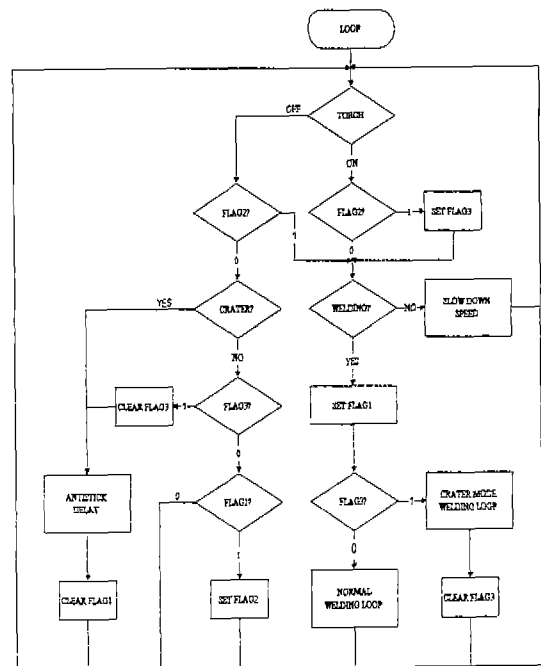 LOOP
TORCH
OFF
ON
FLAG2?
FLAG2?
1
SET FLAG3
1
0
0
CRATER?
YES
WELDING?
NO
SLOW DOWN
SPEED
NO
YES
CLEAR FLAG3
1
FLAG3?
SET FLAG1
0
ANTISTICK
DELAY
0
FLAG1?
FLAG3?
1
CRATER MODE
WELDING LOOP
1
0
CLEAR FLAG1
SET FLAG2
NORMAL
WELDING LOOP
CLEAR FLAG3